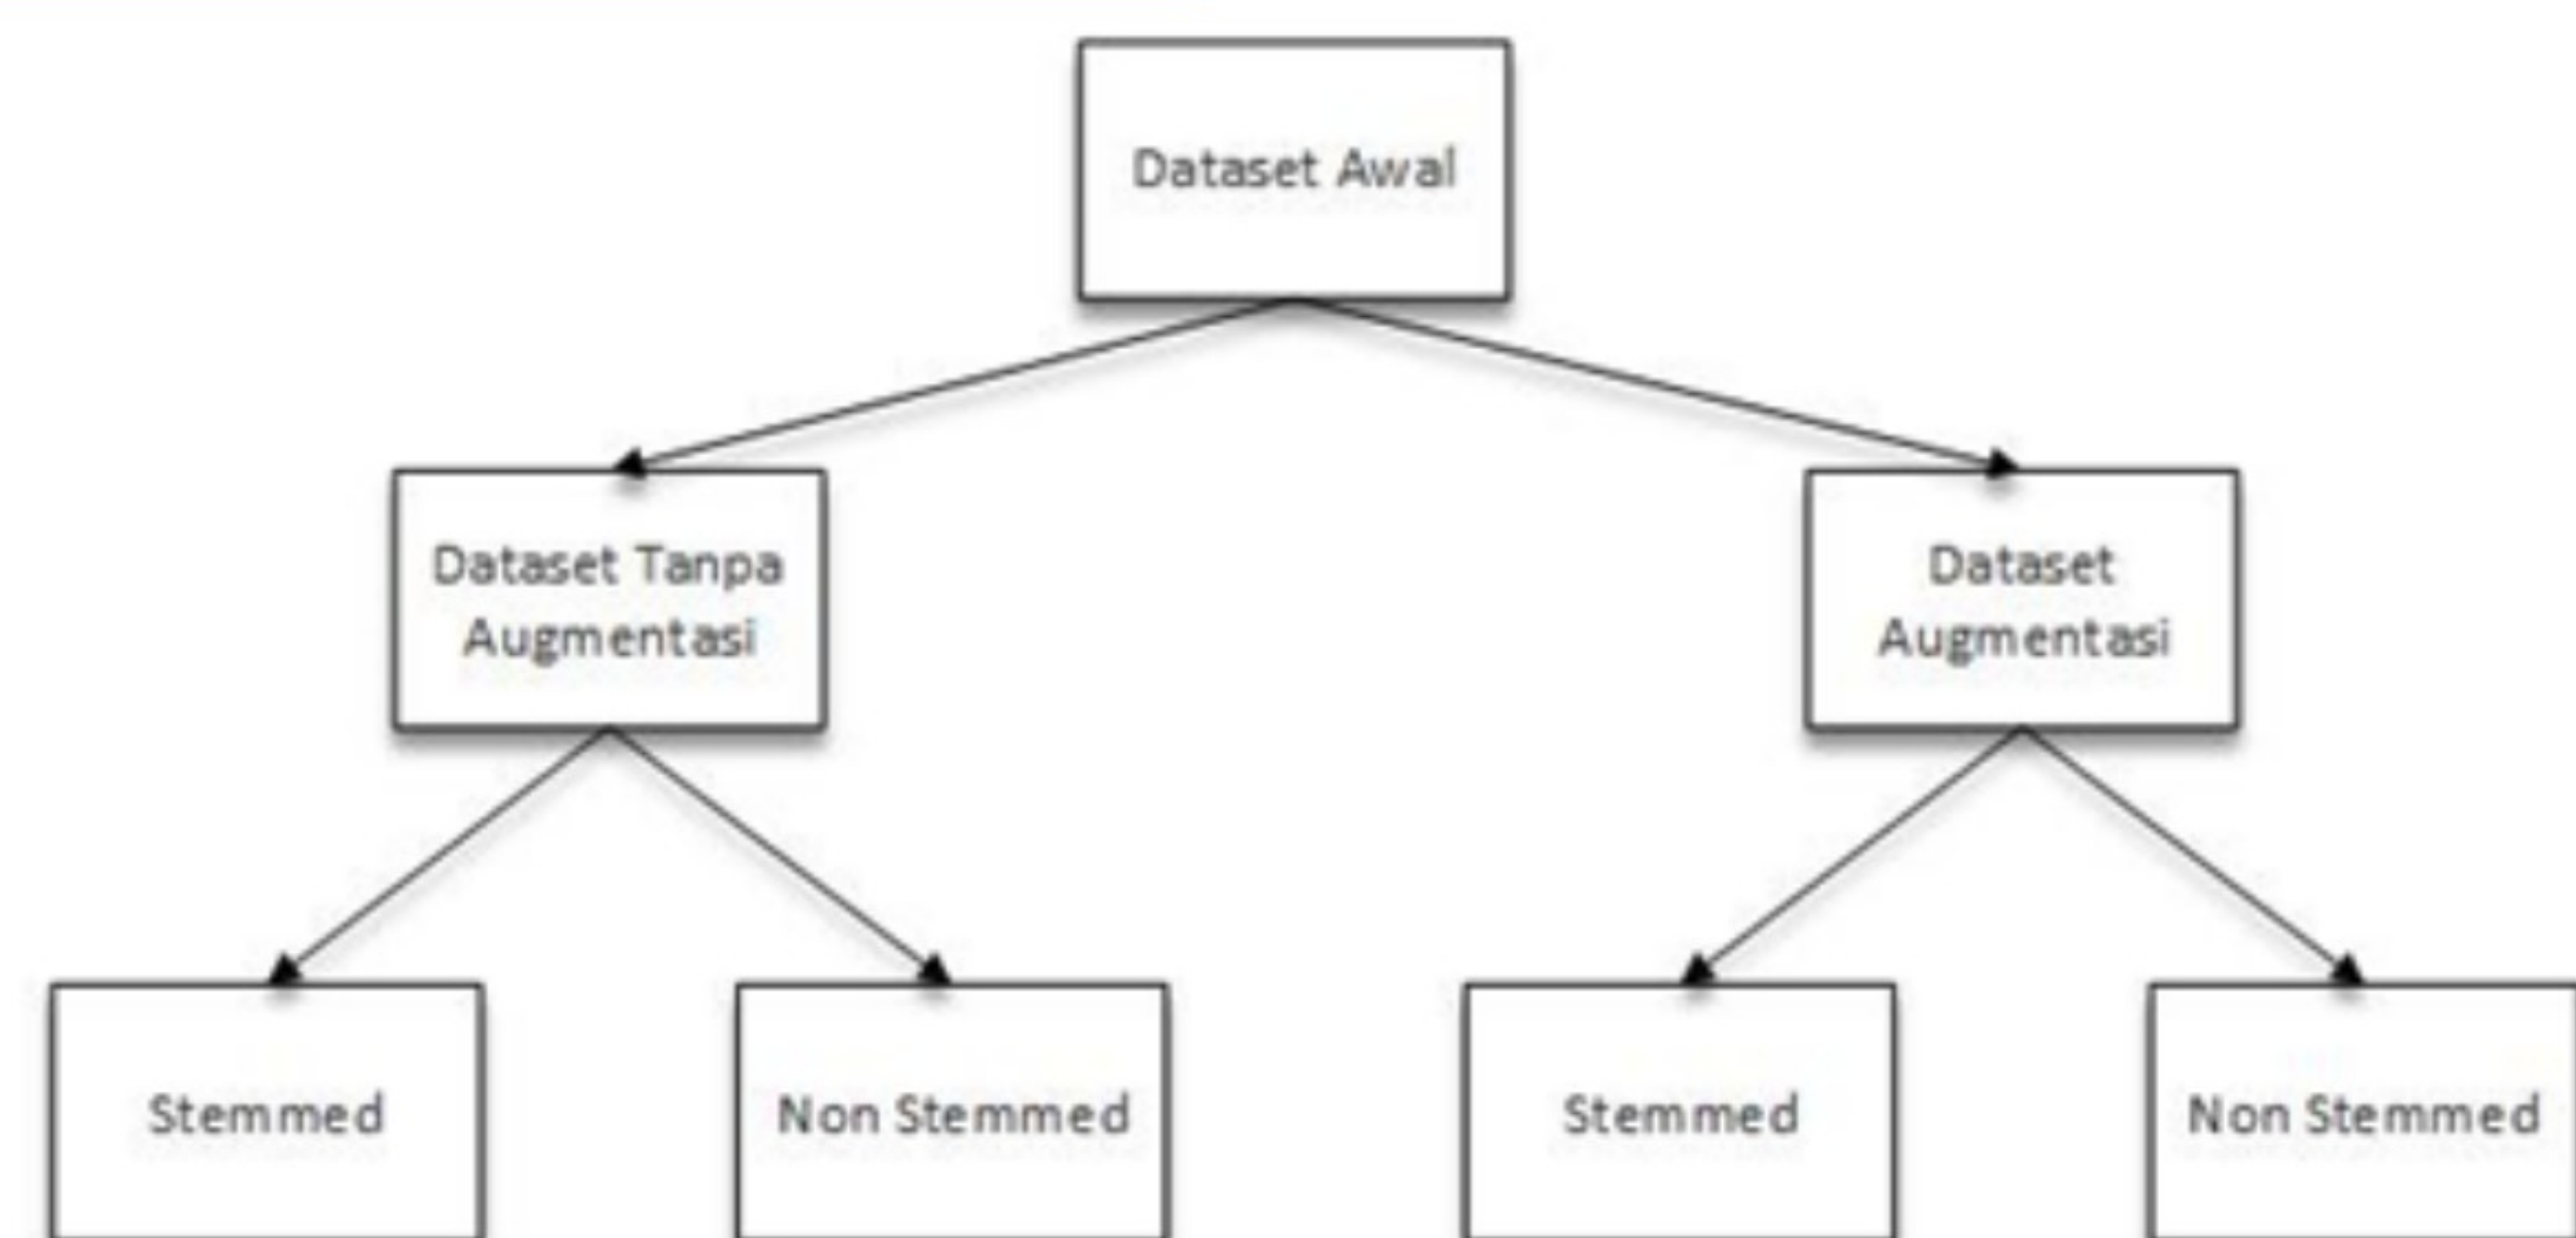 Dataset Awal
Dataset Tanpa
Augmentasi
Dataset
Augmentasi
Stemmed
Non Stemmed
Stemmed
Non Stemmed